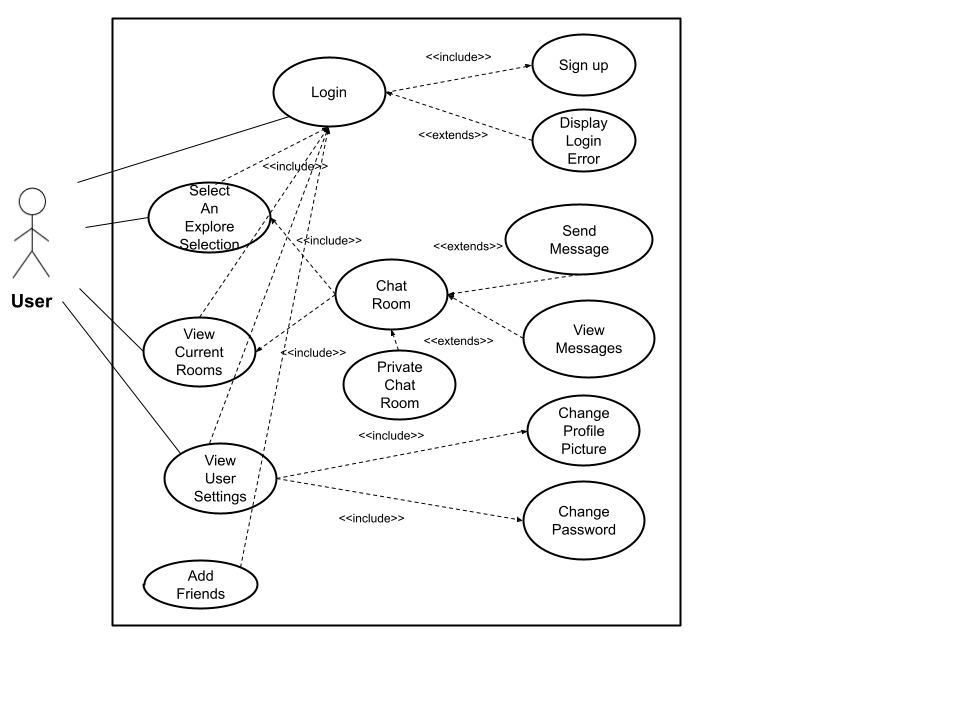 <<include>>
Sign up
Login
Display
Login
Error
<<extends>>
<<include>>
Select
An
Explore
Selection
Send
Message
<<include>>
<<extends>>
User
Chat
Room
View
Current
Rooms
<<include>>
<<extends>>
View
Messages
Private
Chat
Room
Change
Profile
Picture
<<include>>
View
User
Settings
<<include>>
Change
Password
Add
Friends